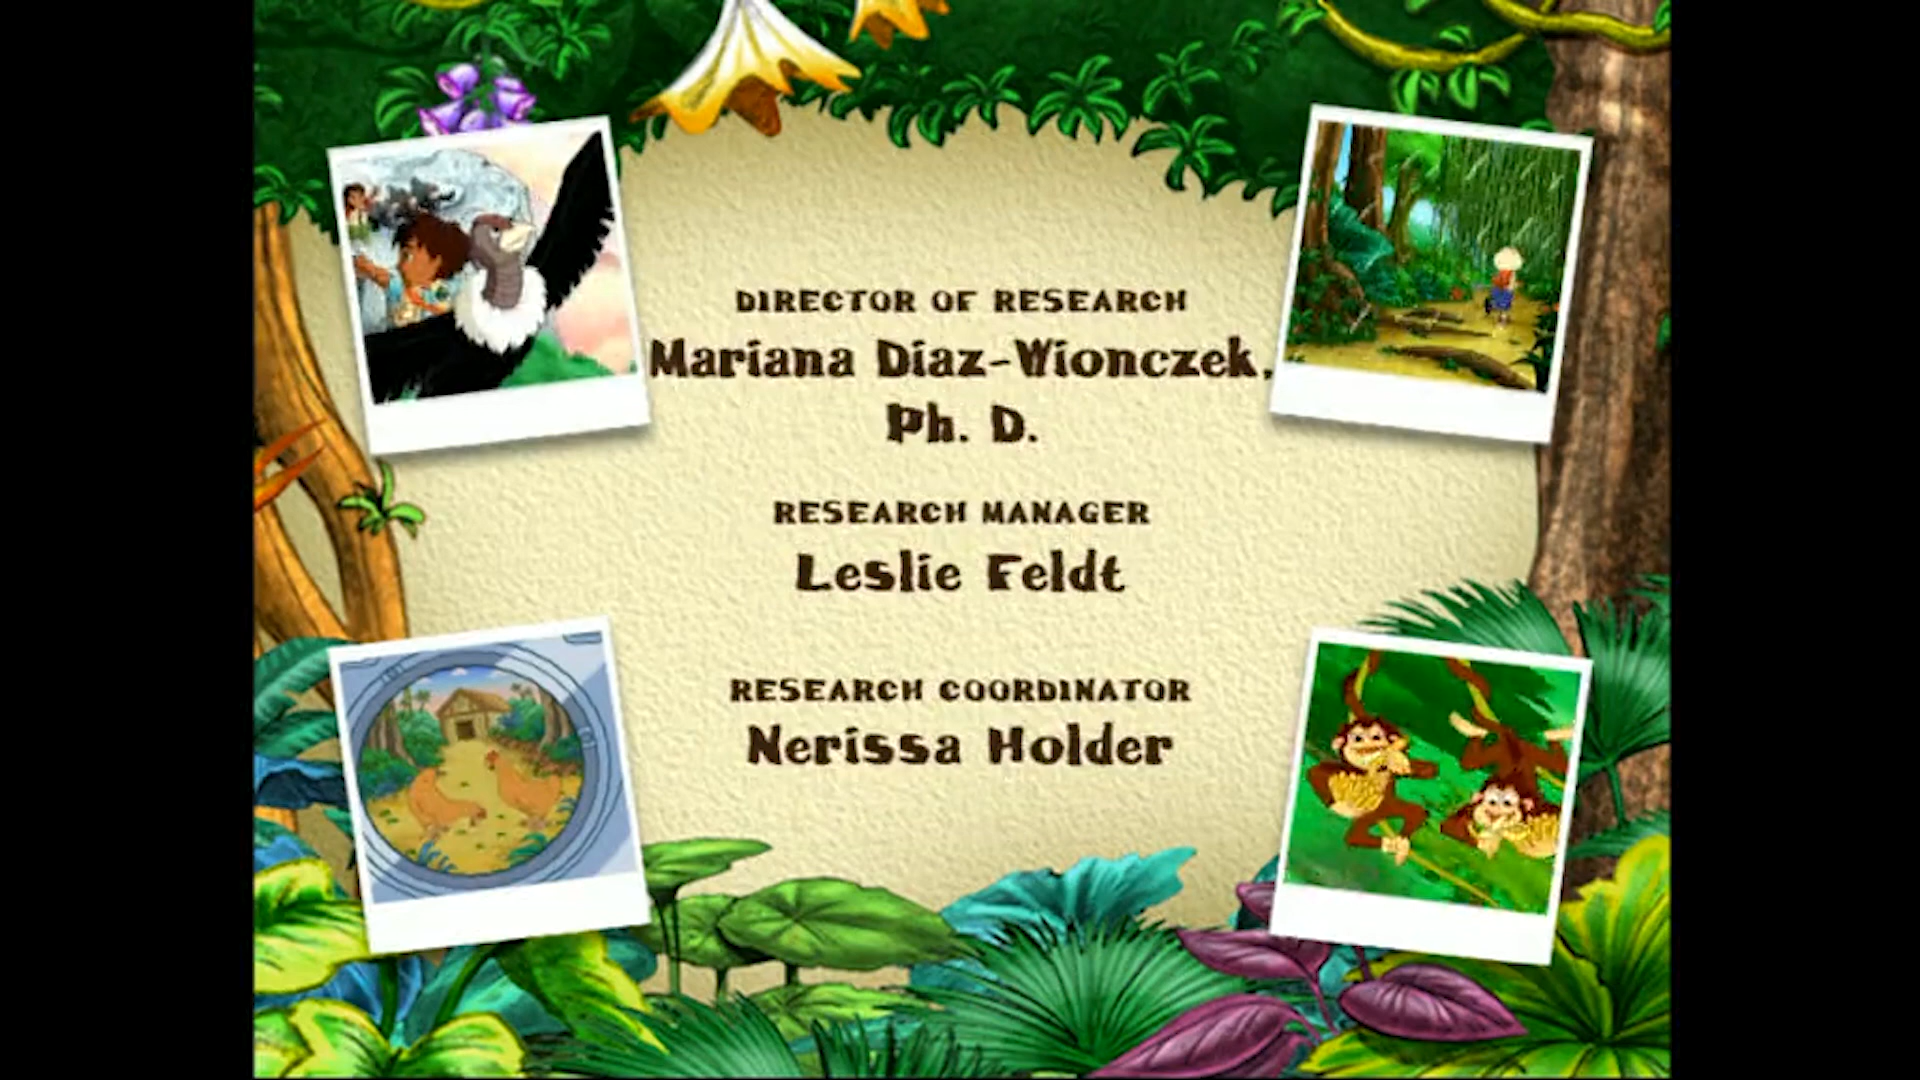 DIRECTOR OF RESEARCH
Mariana Diaz-Wionczek,
Ph. D.
RESEARCH MANAGER
Leslie Feldt
RESEARCH COORDINATOR
Nerissa Holder